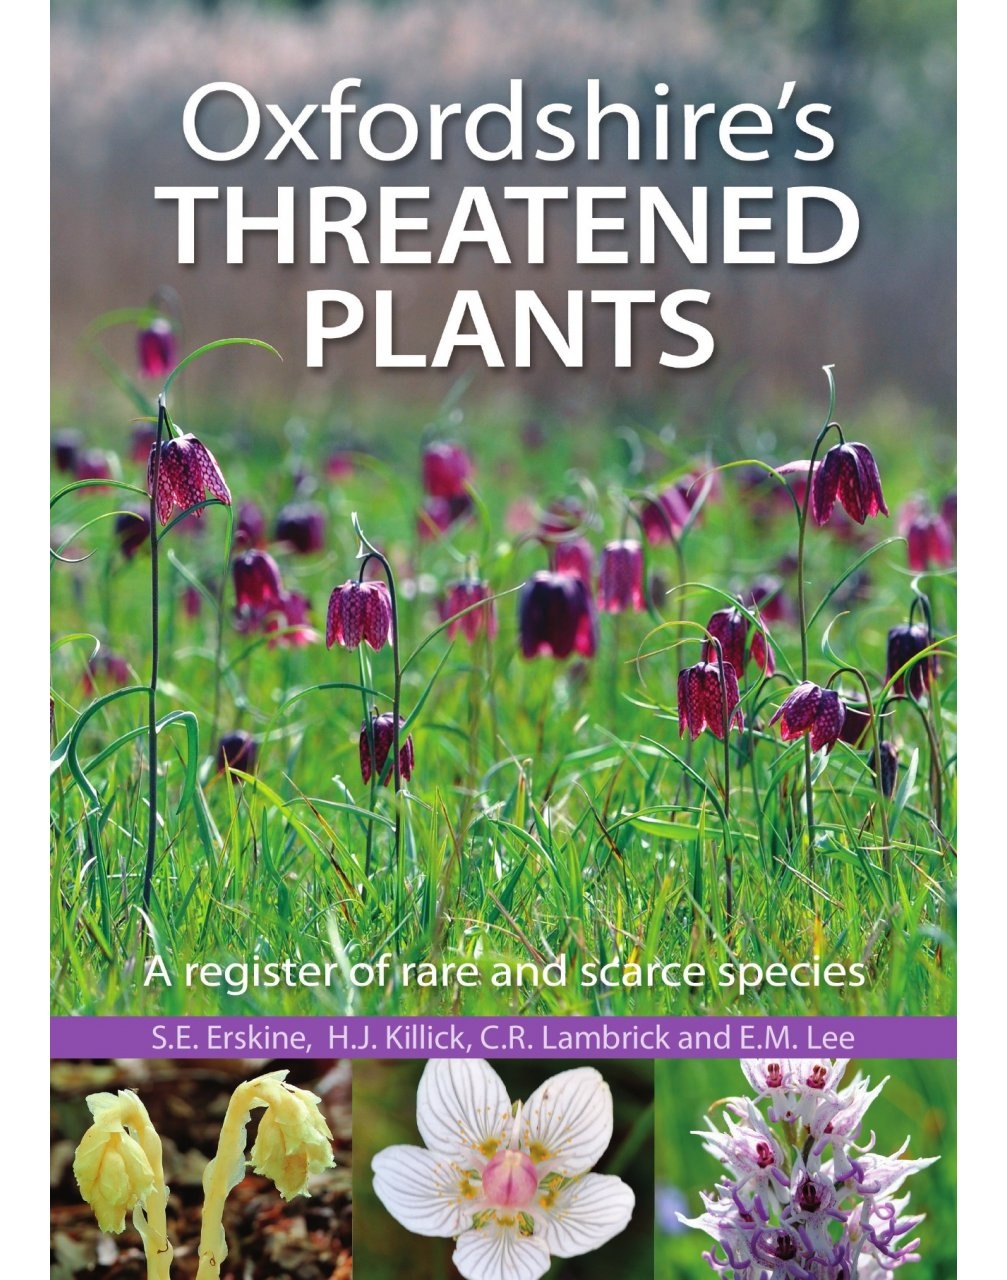 Oxfordshire's
THREATENED
PLANTS
A register of rare and scarce species
S.E. Erskine, H.J. Killick, C.R. Lambrick and E.M. Lee